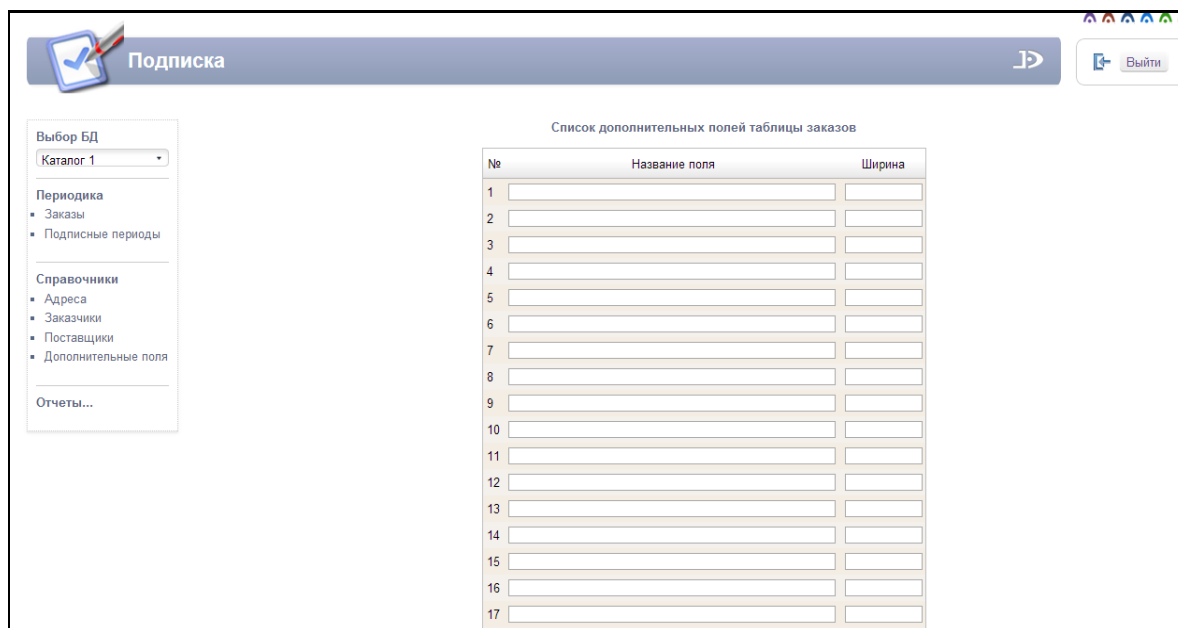 Подписка
Выйти
Выбор БД
Каталог 1
Периодика
Заказы
Подписные периоды
Справочники
Адреса
Заказчики
Поставщики
Дополнительные поля
Отчеты...
Список дополнительных полей таблицы заказов
№ Название поля Ширина
1
2
3
4
5
6
7
8
9
10
11
12
13
14
15
16
17